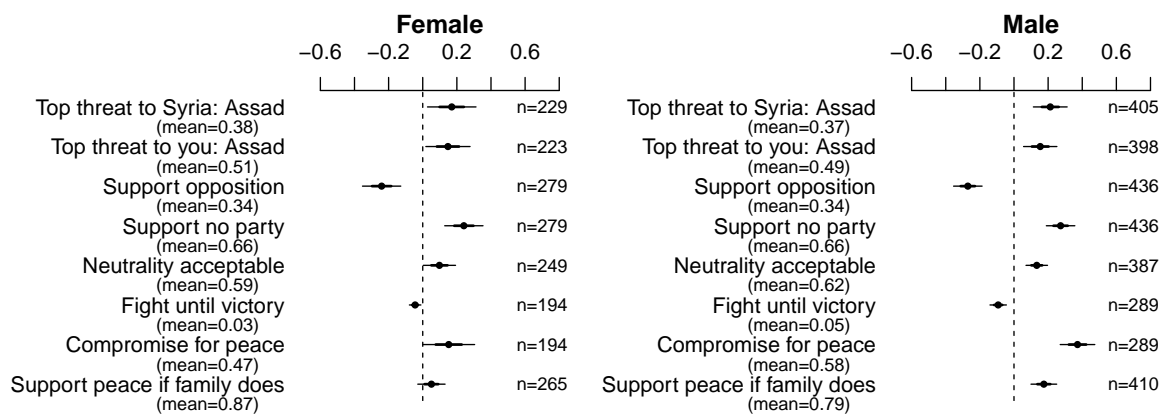 Female
−0.6 −0.2 0.2 0.6
Top threat to Syria: Assad n=229
(mean=0.38)
Top threat to you: Assad n=223
(mean=0.51)
Support opposition n=279
(mean=0.34)
Support no party n=279
(mean=0.66)
Neutrality acceptable n=249
(mean=0.59)
Fight until victory n=194
(mean=0.03)
Compromise for peace n=194
(mean=0.47)
Support peace if family does n=265
(mean=0.87)
Male
−0.6 −0.2 0.2 0.6
Top threat to Syria: Assad n=405
(mean=0.37)
Top threat to you: Assad n=398
(mean=0.49)
Support opposition n=436
(mean=0.34)
Support no party n=436
(mean=0.66)
Neutrality acceptable n=387
(mean=0.62)
Fight until victory n=289
(mean=0.05)
Compromise for peace n=289
(mean=0.58)
Support peace if family does n=410
(mean=0.79)